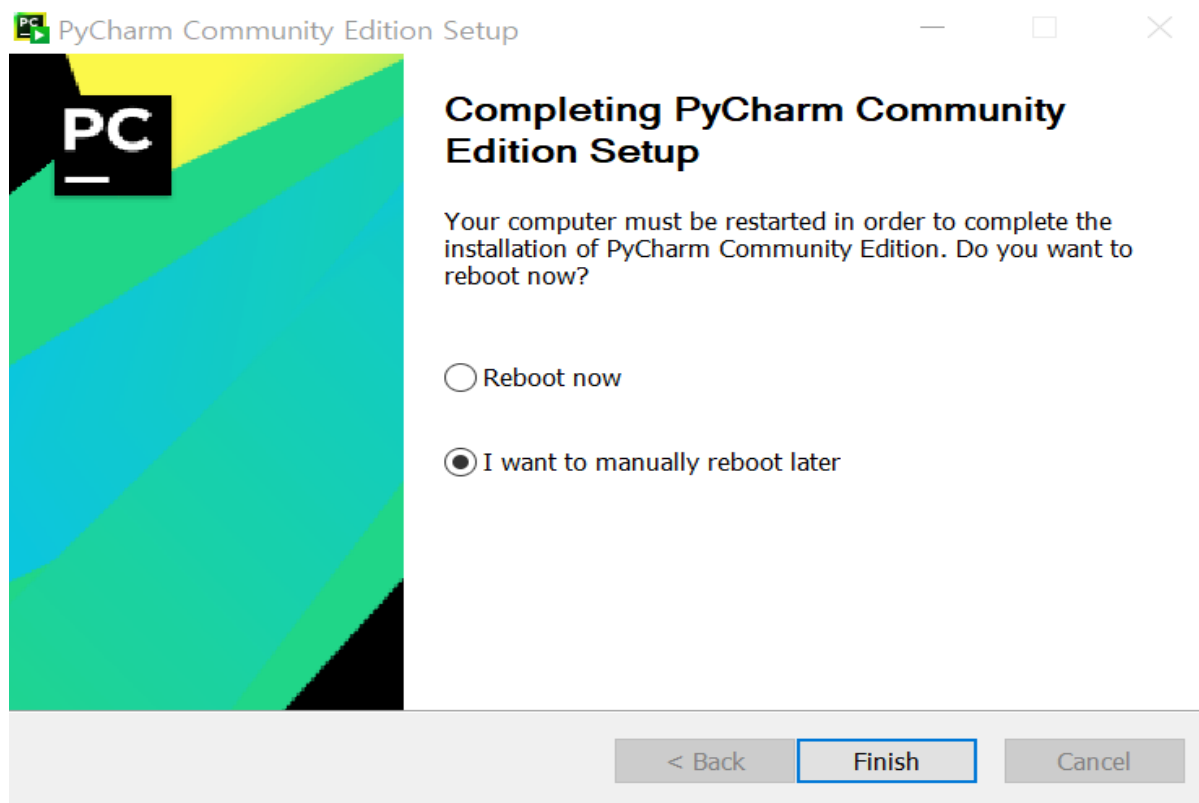 PyCharm Community Edition Setup
PC
Completing PyCharm Community
Edition Setup
Your computer must be restarted in order to complete the
installation of PyCharm Community Edition. Do you want to
reboot now?
Reboot now
I want to manually reboot later
< Back
Finish
Cancel